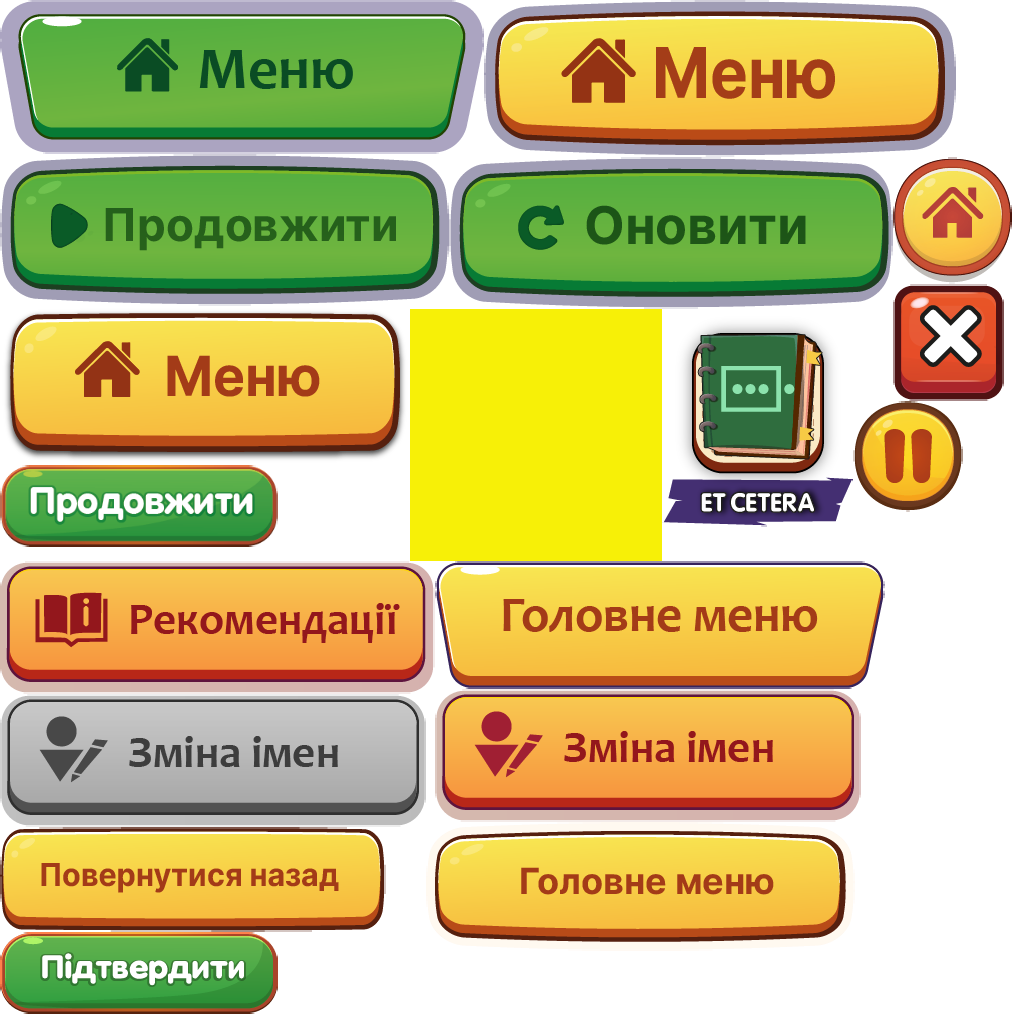 Меню
Меню
Продовжити
Оновити
Меню
Продовжити
ET CETERA
Рекомендації
Головне меню
Зміна імен
Зміна імен
Повернутися назад
Головне меню
Підтвердити